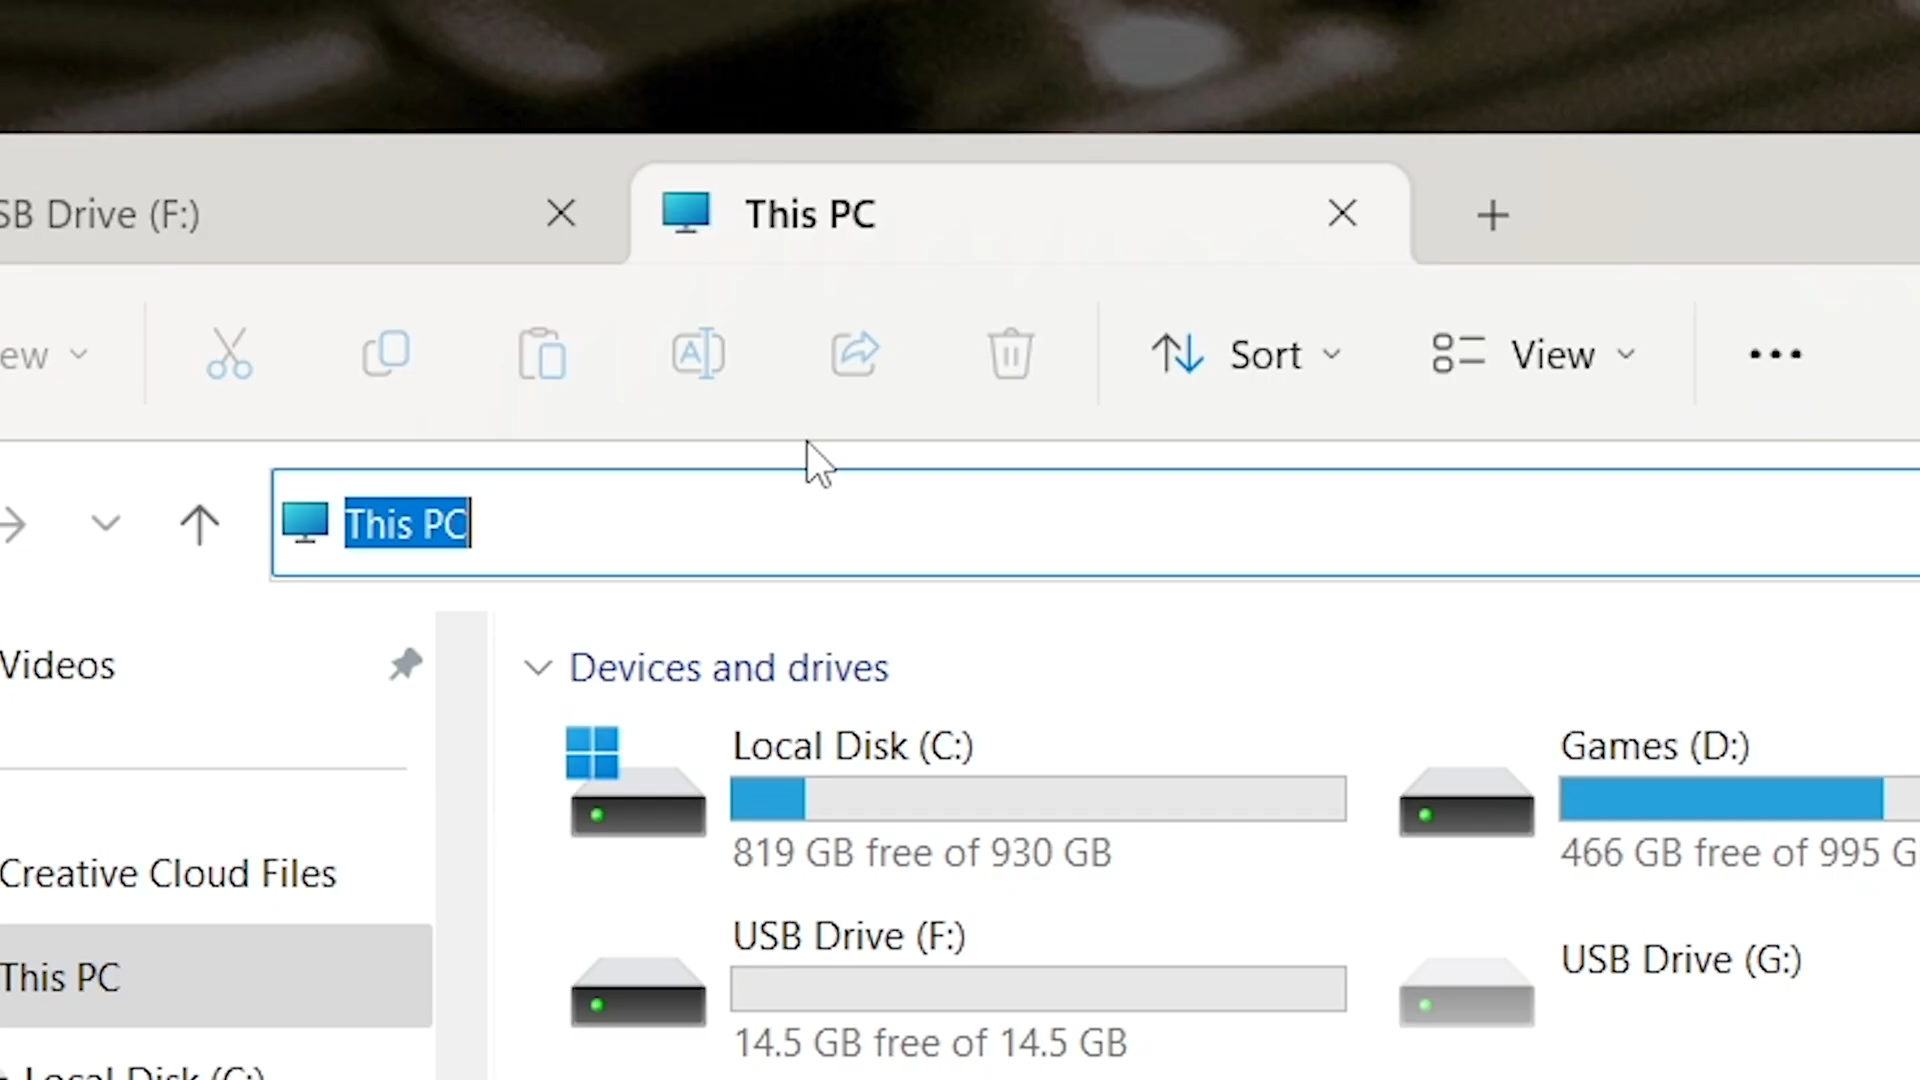 SB Drive (F:)
This PC
ew
Sort
View
This PC
Videos
Creative Cloud Files
This PC
Local Disk (C:)
Devices and drives
Local Disk (C:)
819 GB free of 930 GB
Games (D:)
466 GB free of 995 G
USB Drive (F:)
14.5 GB free of 14.5 GB
USB Drive (G:)